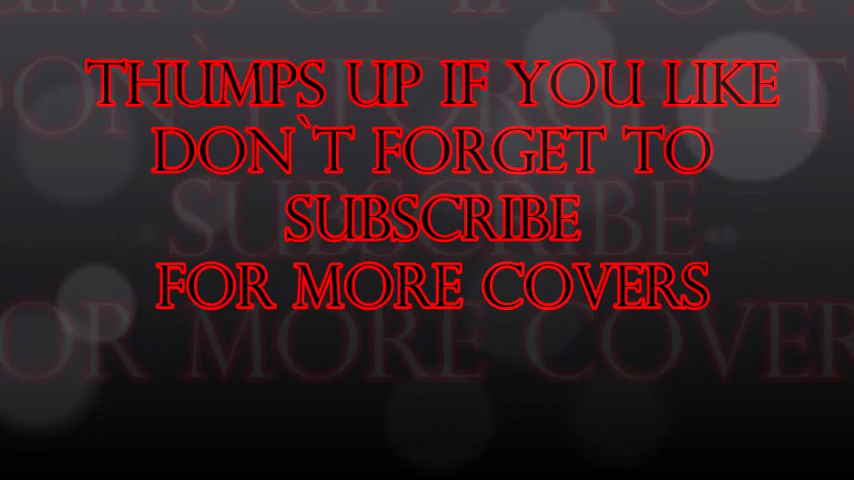 THUMPS UP IF YOU LIKE
DON`T FORGET TO
SUBSCRIBE
FOR MORE COVERS